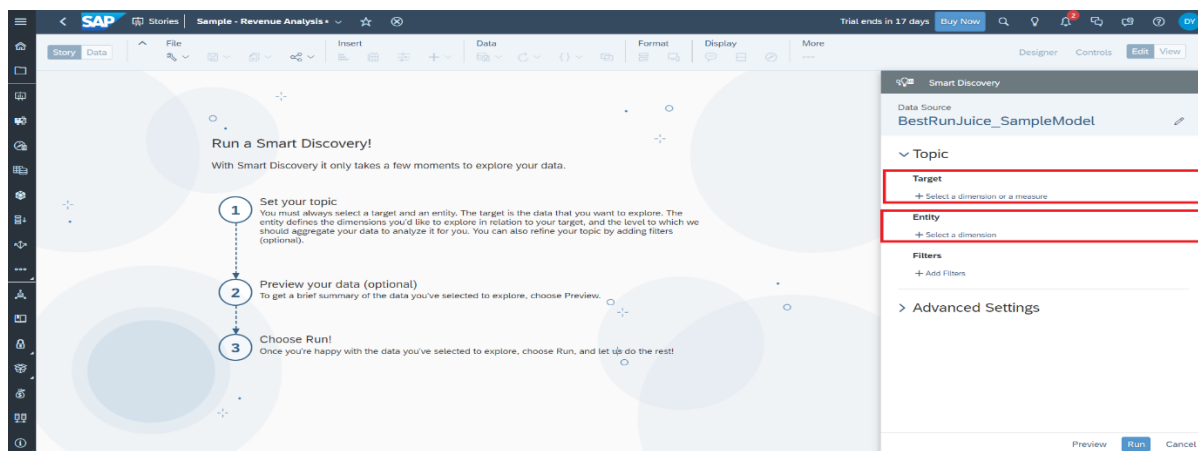 SAP Stories Sample - Revenue Analysis* Trial ends in 17 days Buy Now 2 DY
Story Data File Insert Data Format Display More Designer Controls Edit View
Smart Discovery
Data Source
BestRunJuice_SampleModel
Topic
Target
+ Select a dimension or a measure
Entity
+ Select a dimension
Filters
+ Add Filters
Advanced Settings
Run a Smart Discovery!
With Smart Discovery it only takes a few moments to explore your data.
1 Set your topic
You must always select a target and an entity. The target is the data that you want to explore. The
entity defines the dimensions you'd like to explore in relation to your target, and the level to which we
should aggregate your data to analyze it for you. You can also refine your topic by adding filters
(optional).
2 Preview your data (optional)
To get a brief summary of the data you've selected to explore, choose Preview.
3 Choose Run!
Once you're happy with the data you've selected to explore, choose Run, and let us do the rest!
Preview Run Cancel